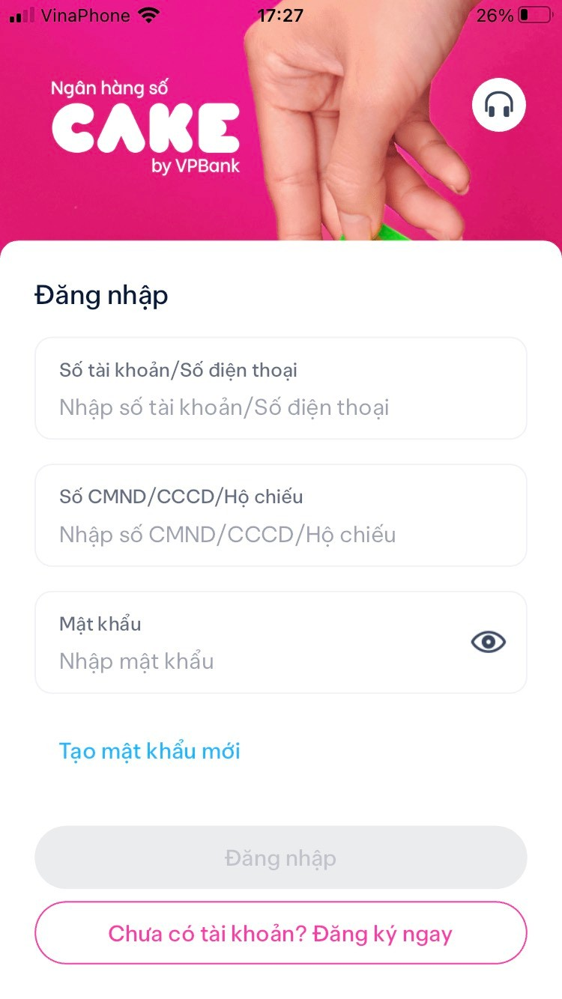 VinaPhone 17:27 26%
Ngân hàng số
CAKE
by VPBank
Đăng nhập
Số tài khoản/Số điện thoại
Nhập số tài khoản/Số điện thoại
Số CMND/CCCD/Hộ chiếu
Nhập số CMND/CCCD/Hộ chiếu
Mật khẩu
Nhập mật khẩu
Tạo mật khẩu mới
Đăng nhập
Chưa có tài khoản? Đăng ký ngay